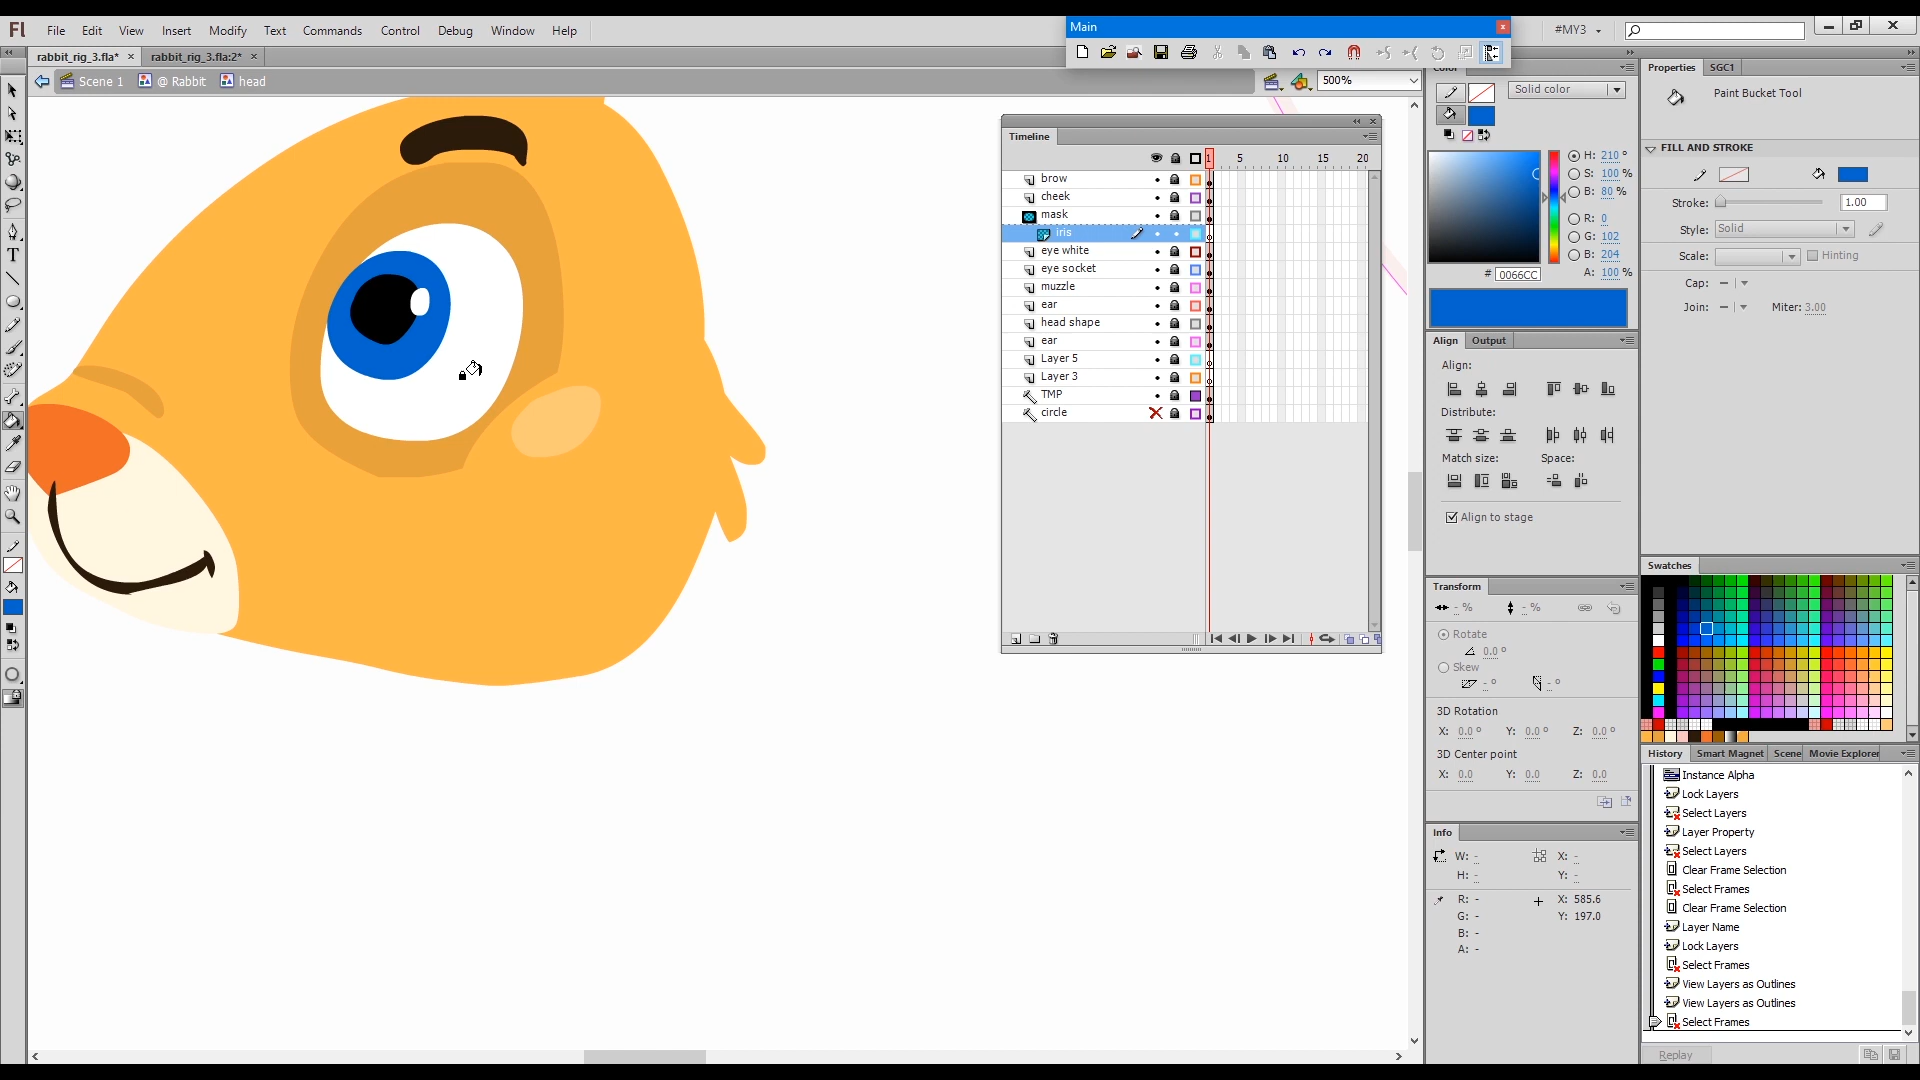 Fl File Edit View Insert Modify Text Commands Control Debug Window Help
Main
#MY3
rabbit_rig_3.fla* × rabbit_rig_3.fla:2* ×
Scene 1 @ Rabbit head
500%
Timeline
1 5 10 15 20
brow
cheek
mask
iris
eye white
eye socket
muzzle
ear
head shape
ear
Layer 5
Layer 3
TMP
circle
Color
Solid color
H: 210 °
S: 100 %
B: 80 %
R: 0
G: 102
B: 204
# 0066CC
A: 100 %
Align Output
Align:
Distribute:
Match size: Space:
Align to stage
Transform
- % - %
Rotate
0.0 °
Skew
- ° - °
3D Rotation
X: 0.0 ° Y: 0.0 ° Z: 0.0 °
3D Center point
X: 0.0 Y: 0.0 Z: 0.0
Info
W: - X: -
H: - Y: -
R: - X: 585.6
G: - Y: 197.0
B: -
A: -
Properties SGC1
Paint Bucket Tool
FILL AND STROKE
Stroke: 1.00
Style: Solid
Scale: Hinting
Cap: –
Join: – Miter: 3.00
Swatches
History Smart Magnet Scene Movie Explorer
Instance Alpha
Lock Layers
Select Layers
Layer Property
Select Layers
Clear Frame Selection
Select Frames
Clear Frame Selection
Layer Name
Lock Layers
Select Frames
View Layers as Outlines
View Layers as Outlines
Select Frames
Replay